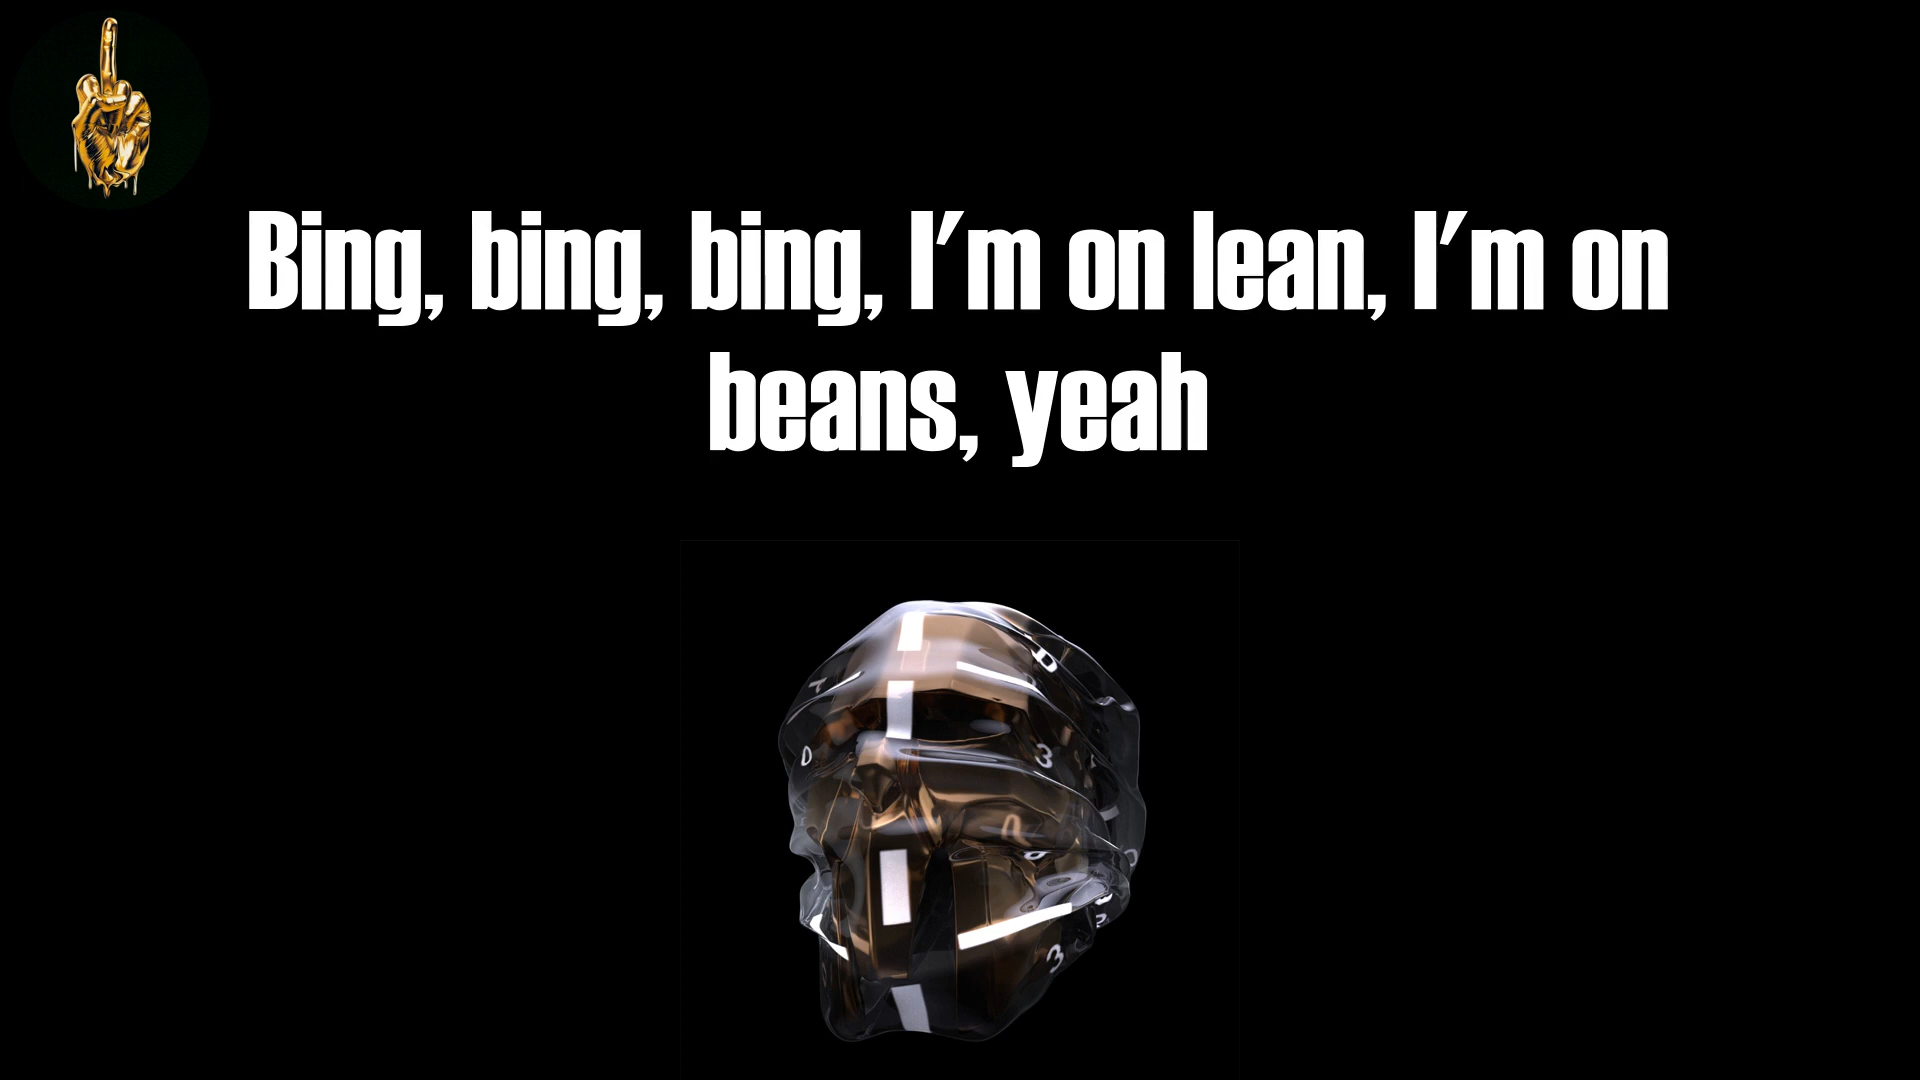 Bing, bing, bing, I'm on lean, I'm on
beans, yeah